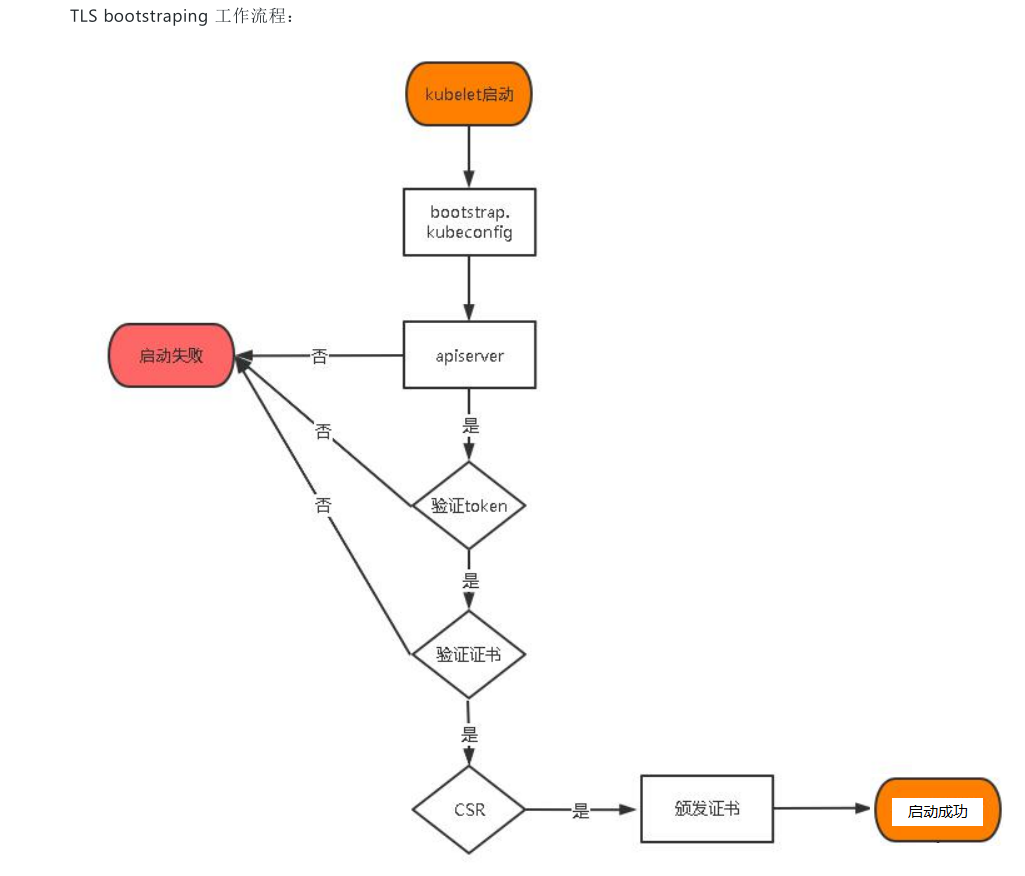 TLS bootstraping 工作流程：
kubelet启动
bootstrap.
kubeconfig
启动失败
否
apiserver
是
否
验证token
否
是
验证证书
是
CSR
是
颁发证书
启动成功